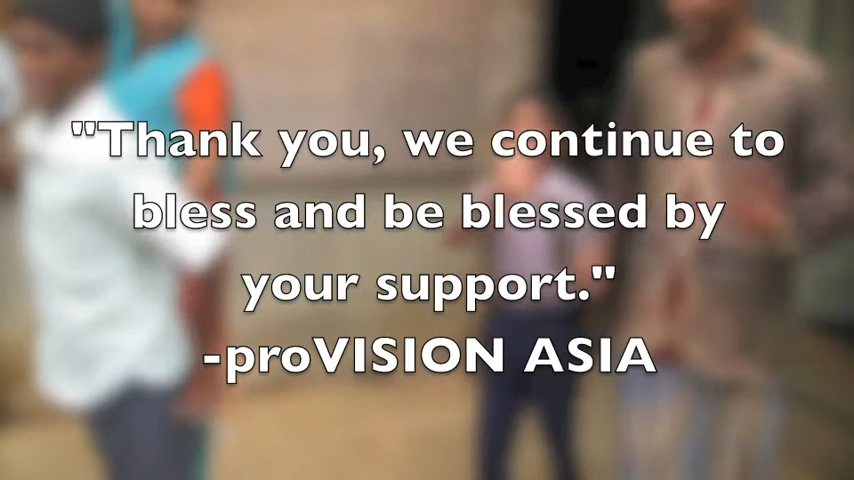 "Thank you, we continue to
bless and be blessed by
your support."
-proVISION ASIA